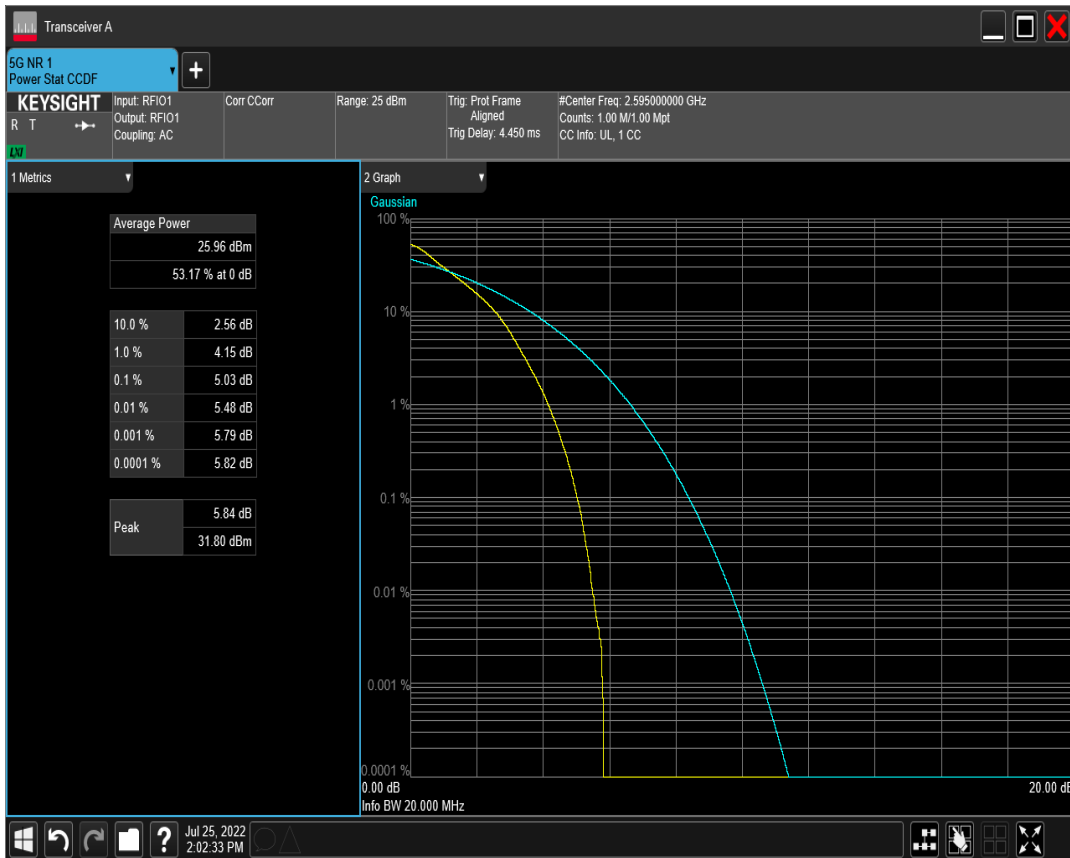 Transceiver A
5G NR 1
Power Stat CCDF
KEYSIGHT
R T
LXI
Input: RFIO1
Output: RFIO1
Coupling: AC
Corr CCorr
Range: 25 dBm
Trig: Prot Frame
Aligned
Trig Delay: 4.450 ms
#Center Freq: 2.595000000 GHz
Counts: 1.00 M/1.00 Mpt
CC Info: UL, 1 CC
1 Metrics
Average Power
25.96 dBm
53.17 % at 0 dB
10.0 % 2.56 dB
1.0 % 4.15 dB
0.1 % 5.03 dB
0.01 % 5.48 dB
0.001 % 5.79 dB
0.0001 % 5.82 dB
Peak
5.84 dB
31.80 dBm
2 Graph
Gaussian
100 %
10 %
1 %
0.1 %
0.01 %
0.001 %
0.0001 %
0.00 dB 20.00 dB
Info BW 20.000 MHz
?
Jul 25, 2022
2:02:33 PM